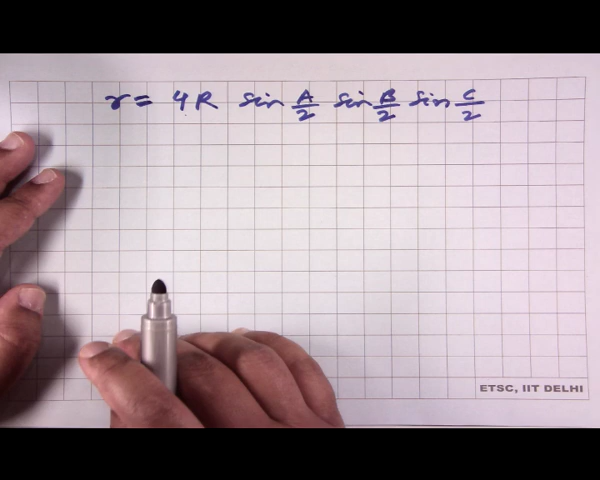 r = 4R sin A/2 sin B/2 sin C/2
ETSC, IIT DELHI